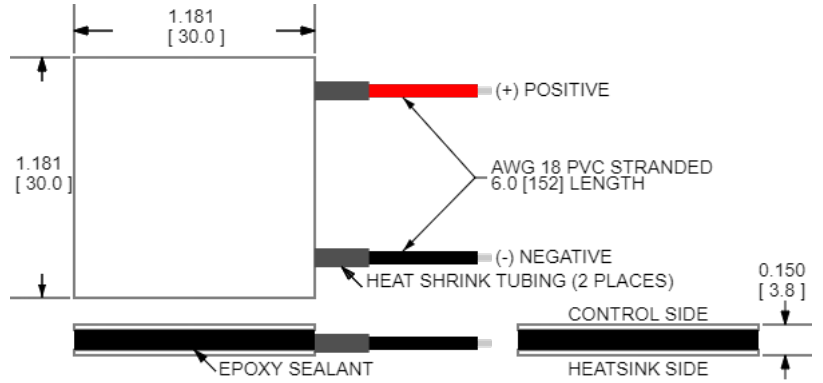 1.181
[ 30.0 ]
(+) POSITIVE
1.181
[ 30.0 ]
AWG 18 PVC STRANDED
6.0 [152] LENGTH
(-) NEGATIVE
HEAT SHRINK TUBING (2 PLACES)
0.150
[ 3.8 ]
CONTROL SIDE
EPOXY SEALANT
HEATSINK SIDE